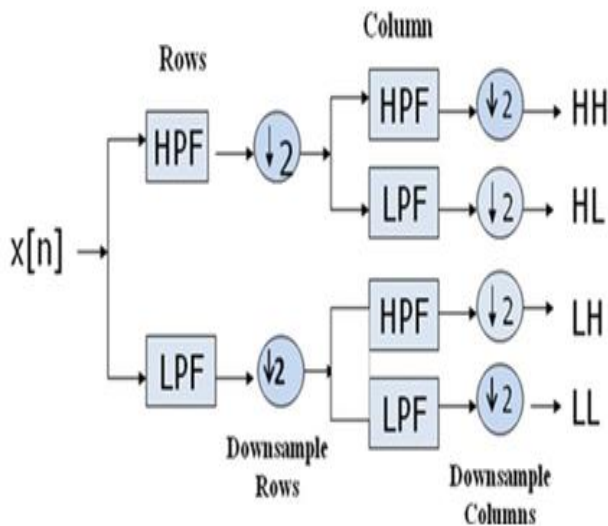 Column
Rows
HPF ↓2 HH
HPF ↓2
LPF ↓2 HL
x[n]
HPF ↓2 LH
LPF ↓2
LPF ↓2 LL
Downsample
Rows
Downsample
Columns